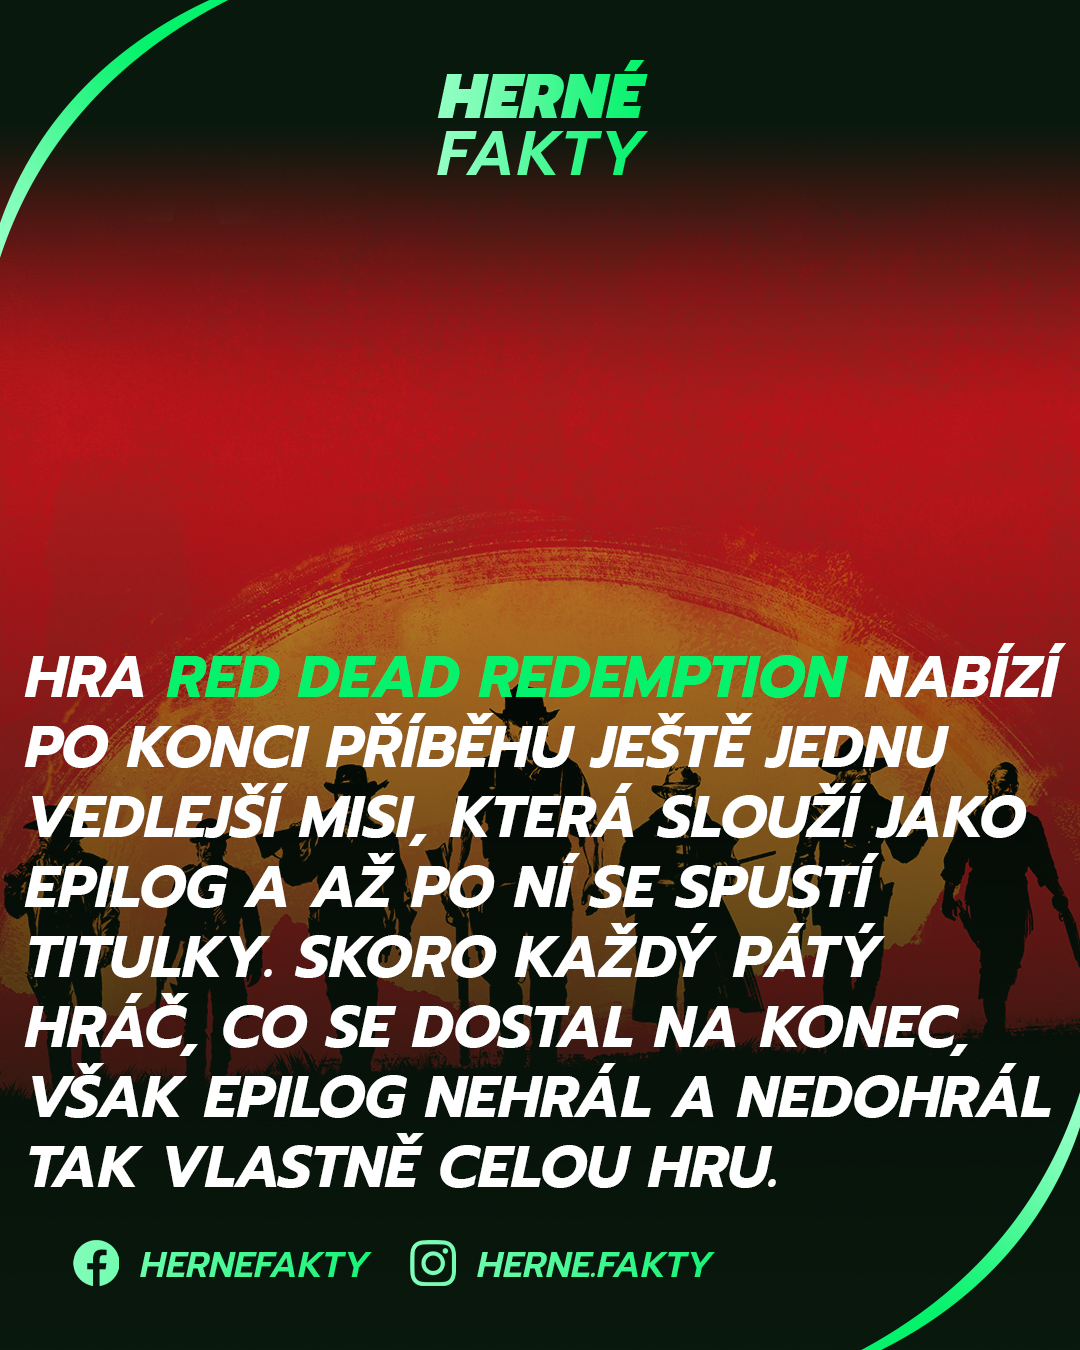 HERNÉ
FAKTY
HRA RED DEAD REDEMPTION NABÍZÍ
PO KONCI PŘÍBĚHU JEŠTĚ JEDNU
VEDLEJŠÍ MISI, KTERÁ SLOUŽÍ JAKO
EPILOG A AŽ PO NÍ SE SPUSTÍ
TITULKY. SKORO KAŽDÝ PÁTÝ
HRÁČ, CO SE DOSTAL NA KONEC,
VŠAK EPILOG NEHRÁL A NEDOHRÁL
TAK VLASTNĚ CELOU HRU.
HERNEFAKTY HERNE.FAKTY